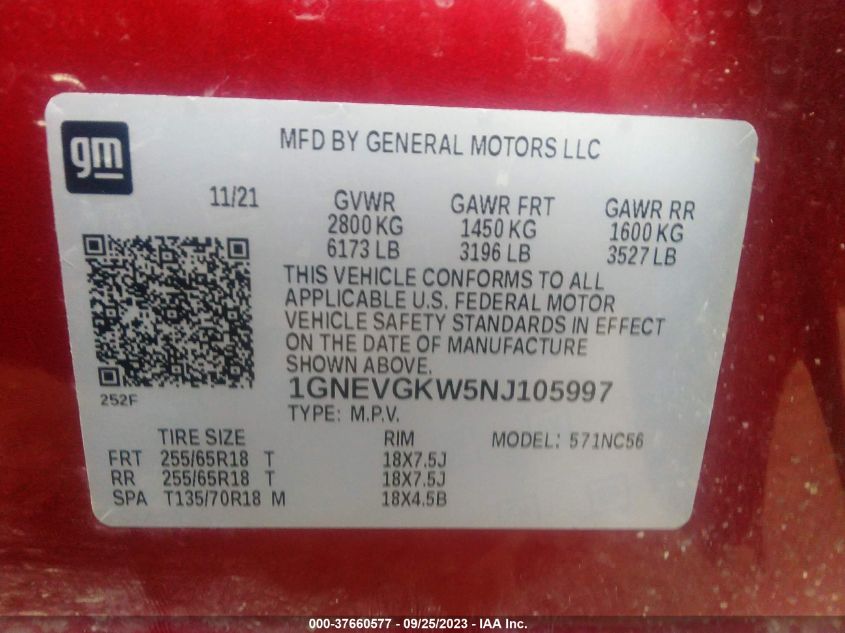 gm
MFD BY GENERAL MOTORS LLC
11/21
GVWR GAWR FRT GAWR RR
2800 KG 1450 KG 1600 KG
6173 LB 3196 LB 3527 LB
THIS VEHICLE CONFORMS TO ALL
APPLICABLE U.S. FEDERAL MOTOR
VEHICLE SAFETY STANDARDS IN EFFECT
ON THE DATE OF MANUFACTURE
SHOWN ABOVE.
252F
1GNEVGKW5NJ105997
TYPE: M.P.V.
TIRE SIZE RIM MODEL: 571NC56
FRT 255/65R18 T 18X7.5J
RR 255/65R18 T 18X7.5J
SPA T135/70R18 M 18X4.5B
000-37660577 - 09/25/2023 - IAA Inc.